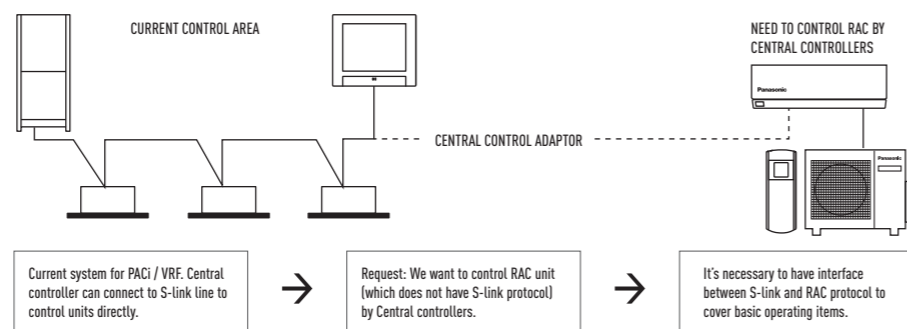 CURRENT CONTROL AREA
NEED TO CONTROL RAC BY
CENTRAL CONTROLLERS
Panasonic
Panasonic
CENTRAL CONTROL ADAPTOR
Current system for PACi / VRF. Central
controller can connect to S-link line to
control units directly.
Request: We want to control RAC unit
(which does not have S-link protocol)
by Central controllers.
It's necessary to have interface
between S-link and RAC protocol to
cover basic operating items.